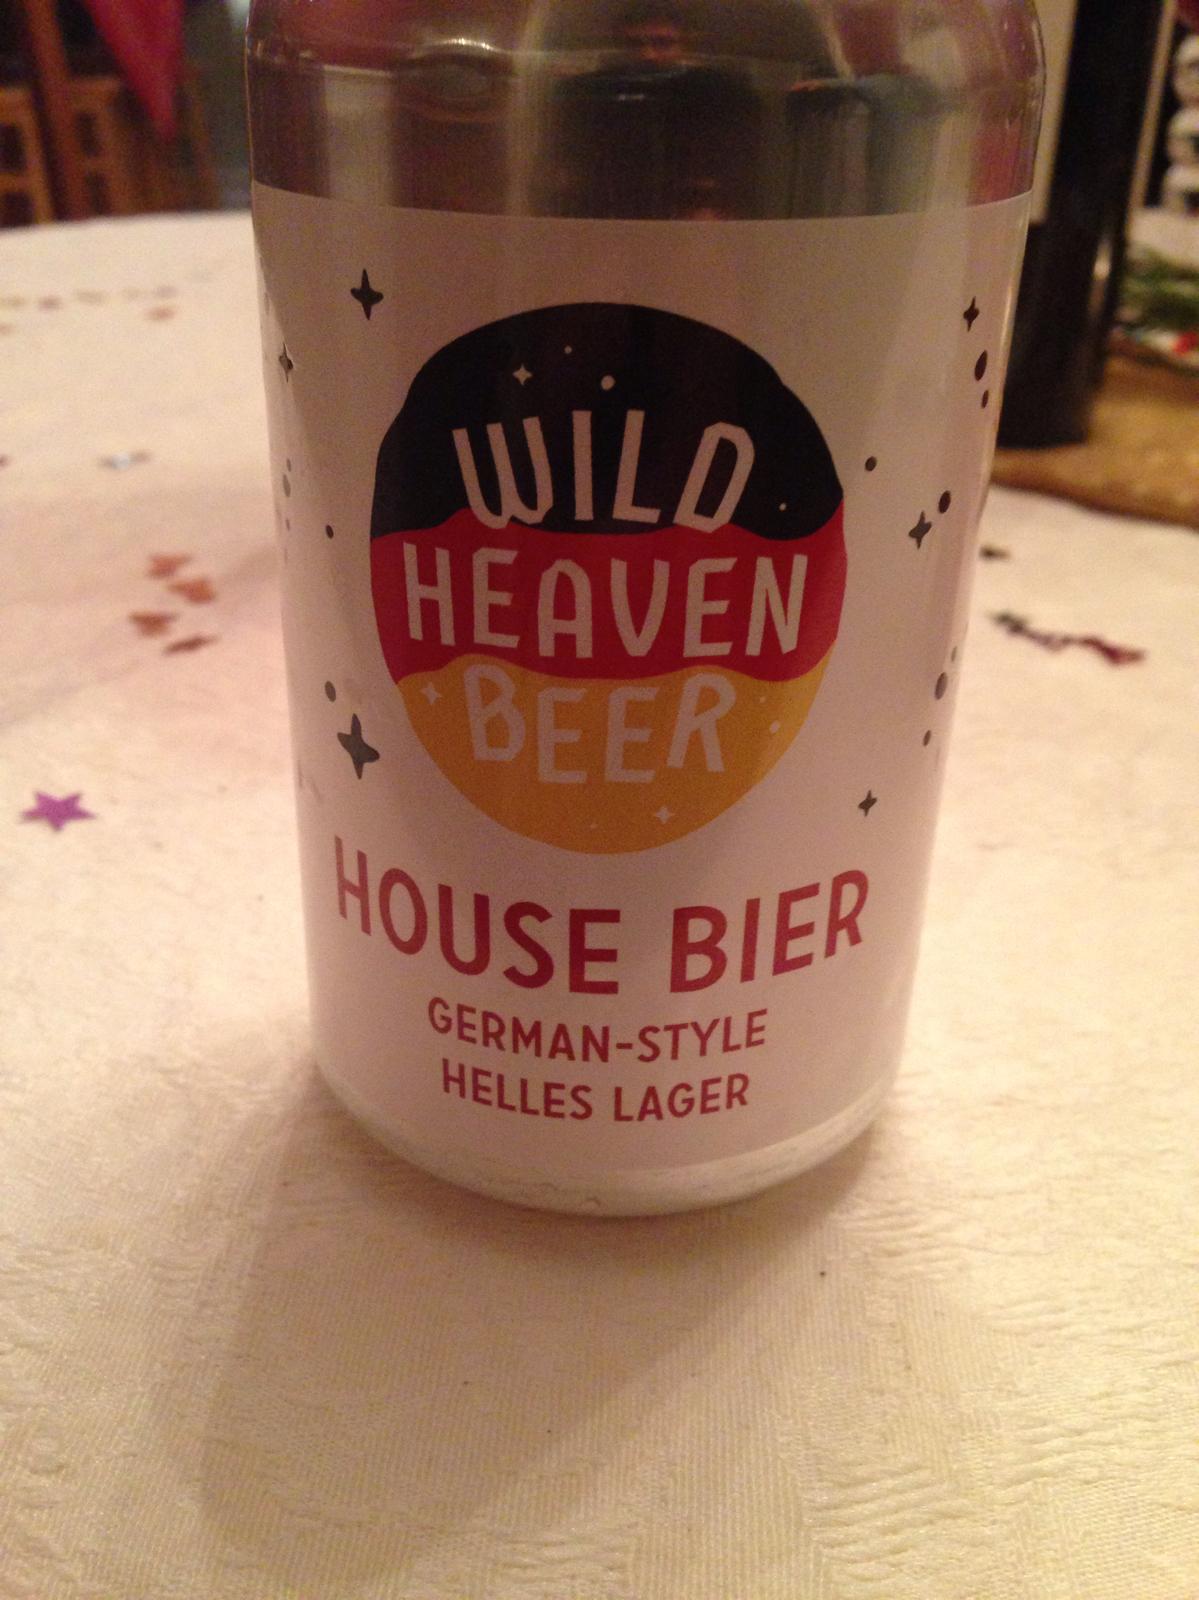 WILD
HEAVEN
BEER
HOUSE BIER
GERMAN-STYLE
HELLES LAGER